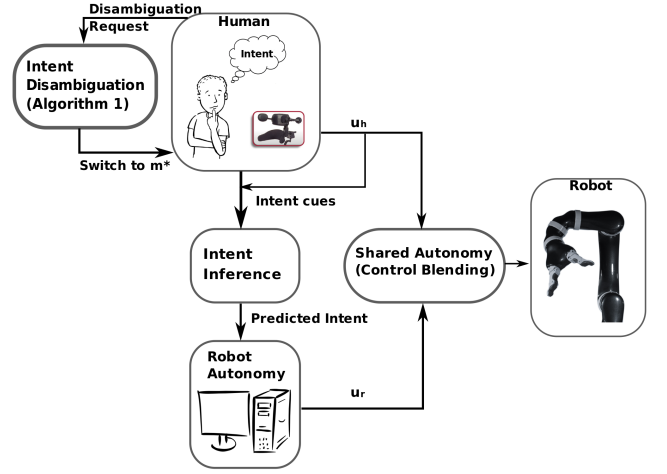 Disambiguation
Request
Human
Intent
Intent
Disambiguation
(Algorithm 1)
Switch to m*
uh
Intent cues
Intent
Inference
Shared Autonomy
(Control Blending)
Robot
Predicted Intent
Robot
Autonomy
ur